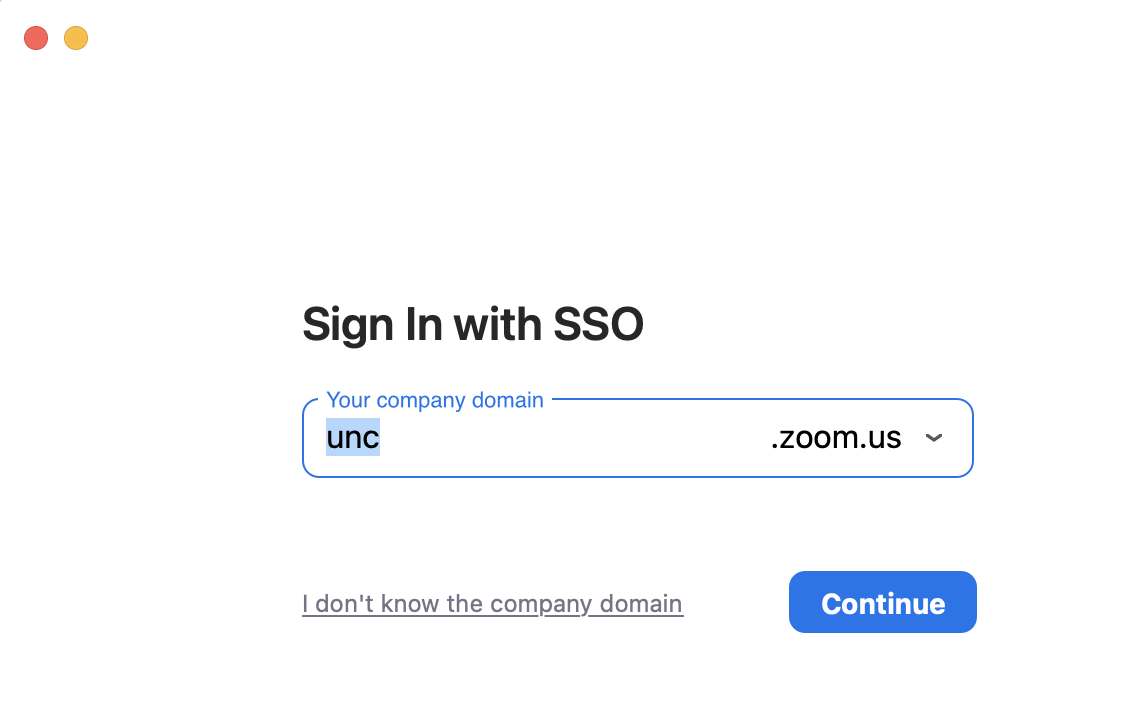 Sign In with SSO
Your company domain
unc .zoom.us
I don't know the company domain
Continue